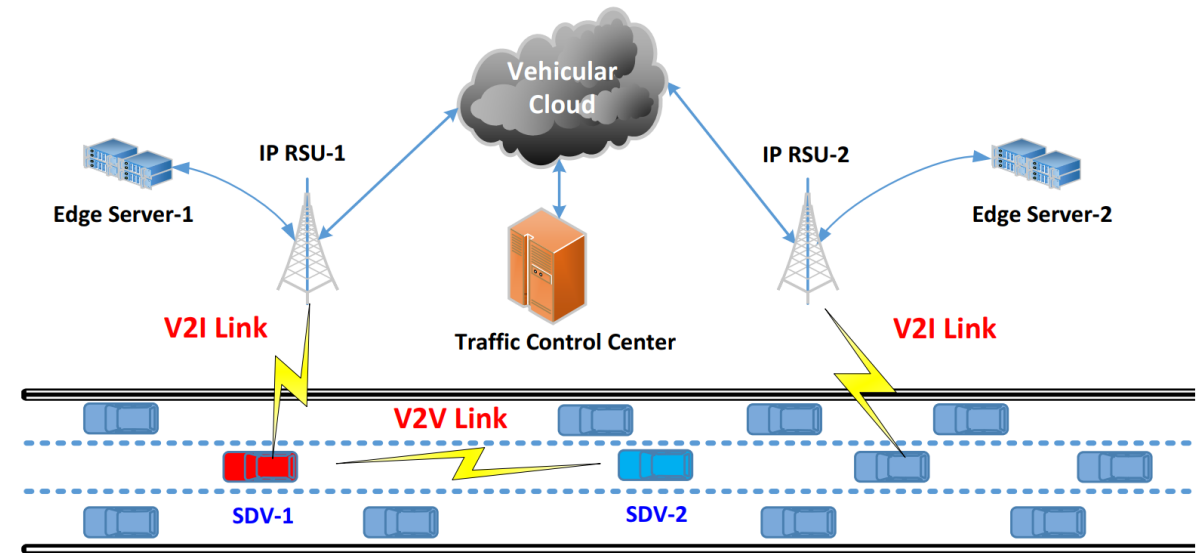 Vehicular
Cloud
IP RSU-1
IP RSU-2
Edge Server-1
Edge Server-2
V2I Link
Traffic Control Center
V2I Link
V2V Link
SDV-1
SDV-2